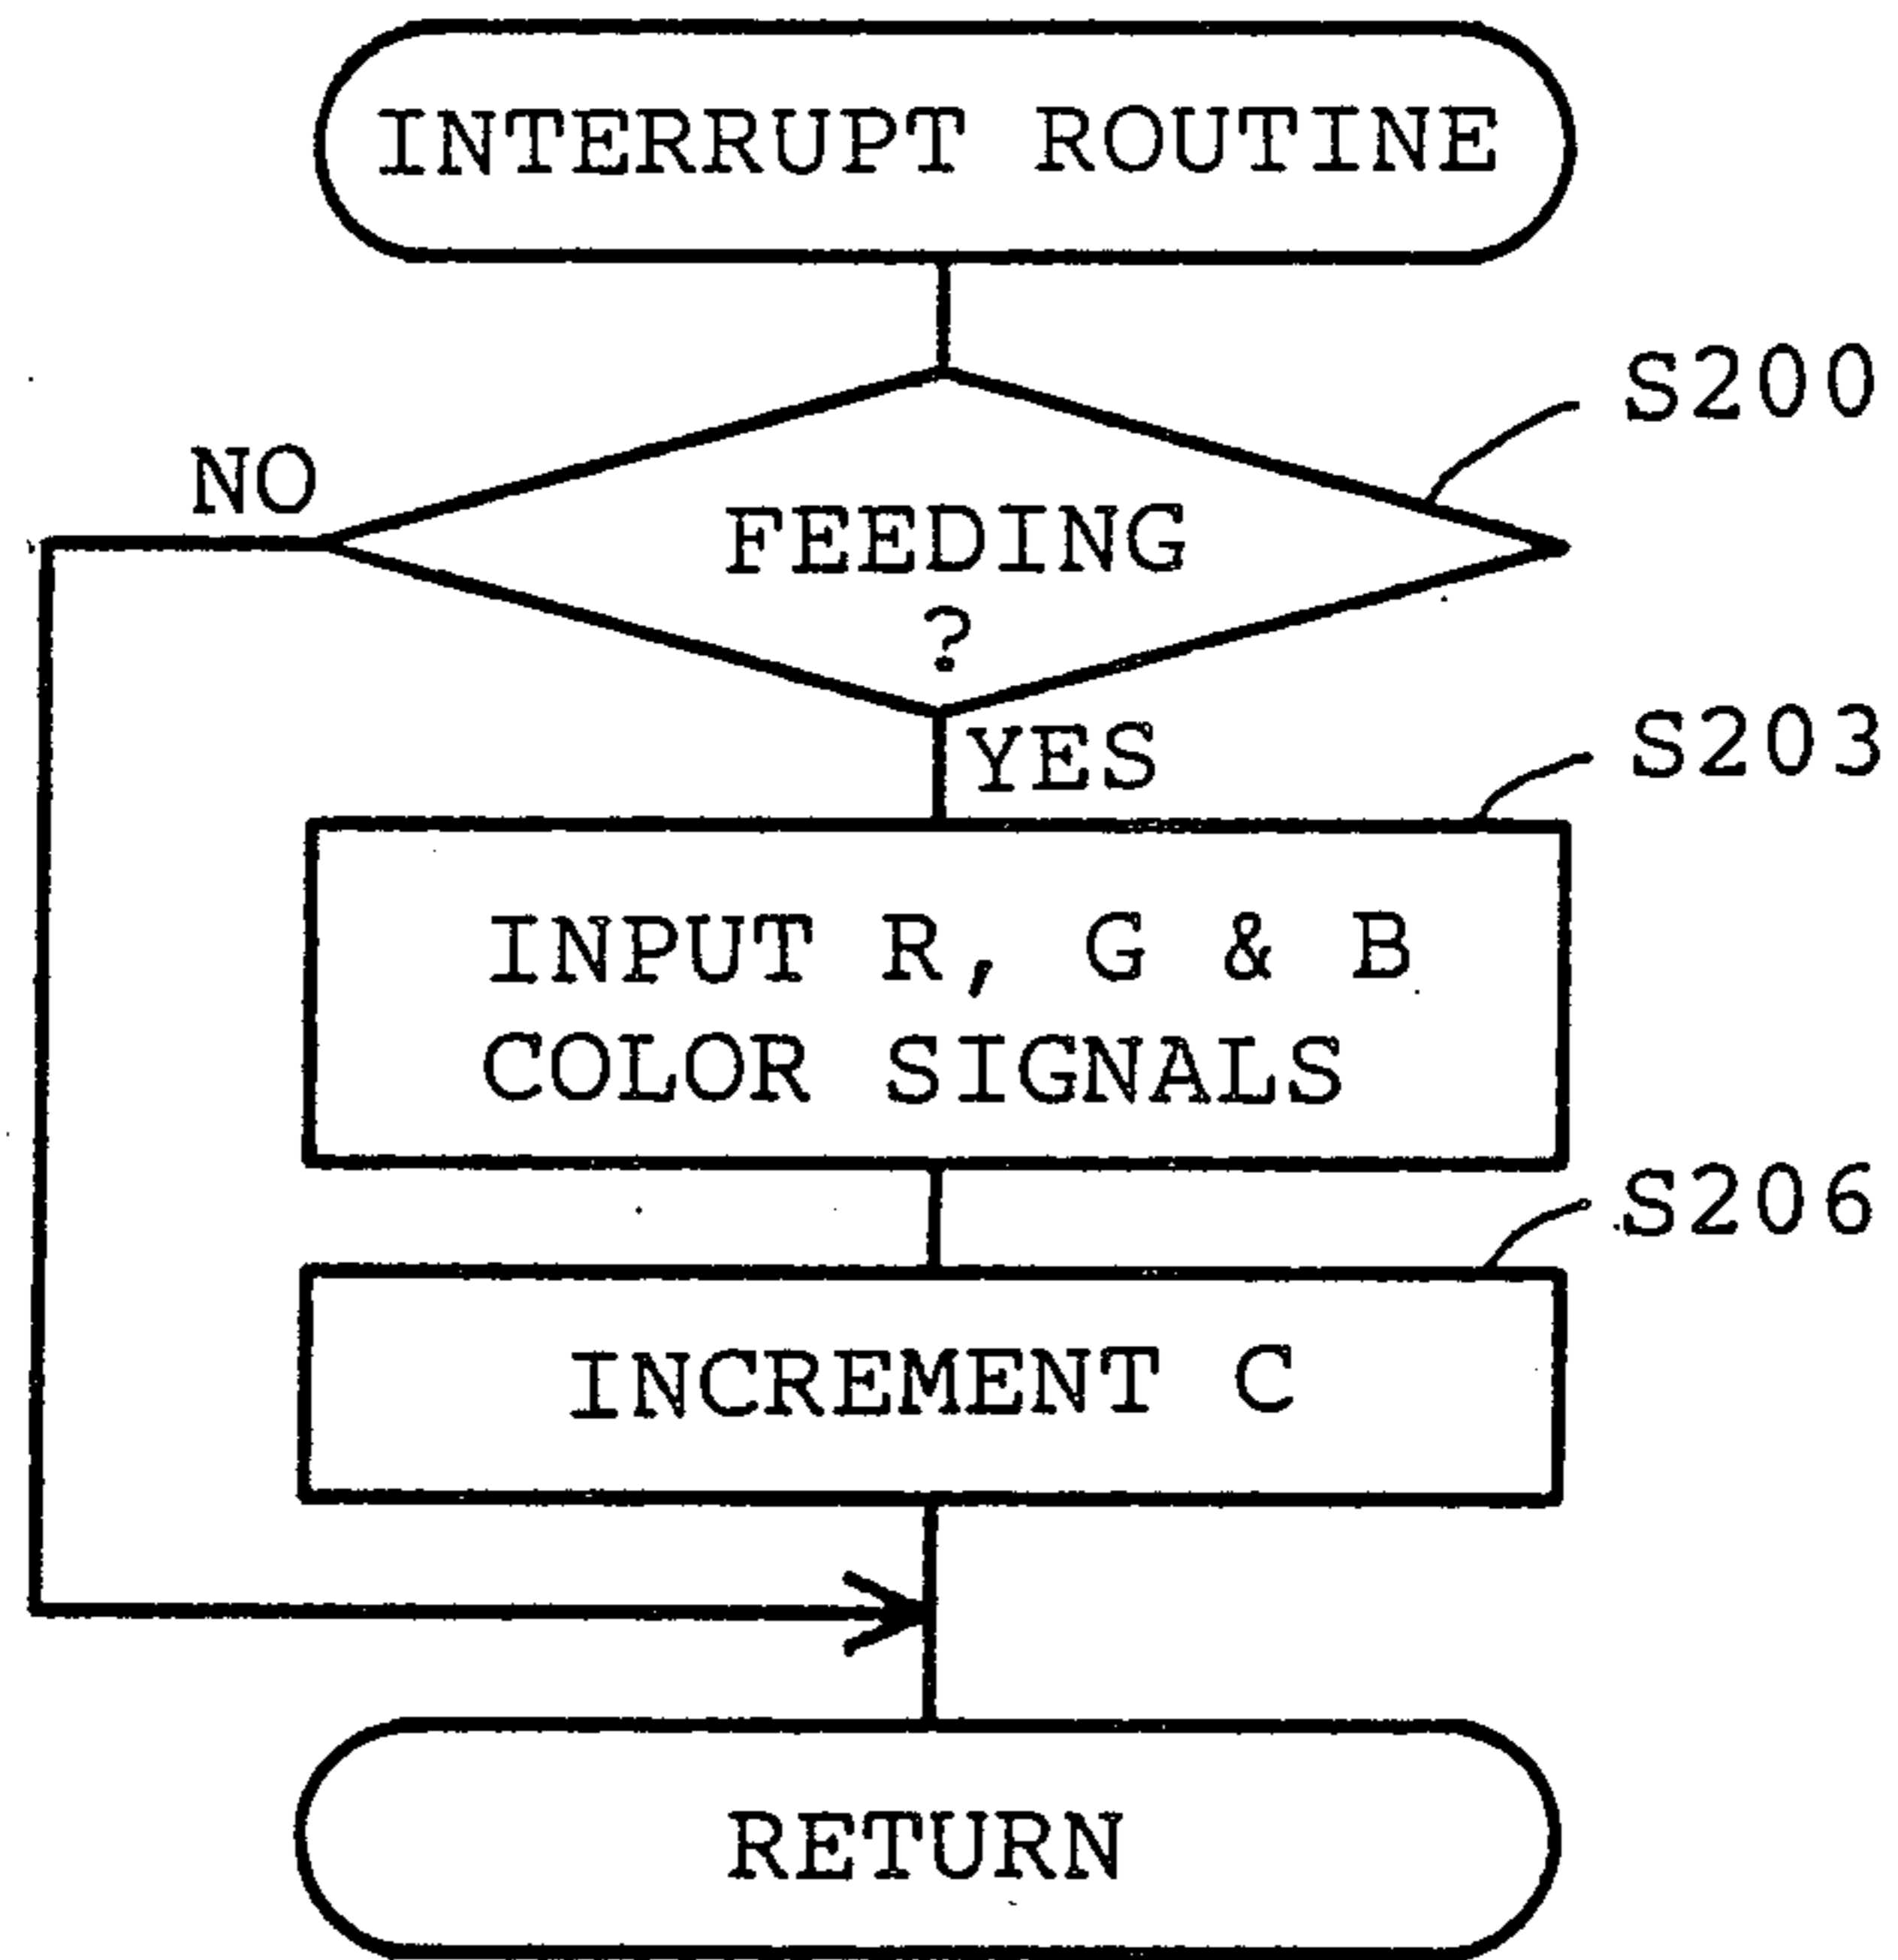 INTERRUPT ROUTINE
S200
NO
FEEDING
?
YES
S203
INPUT R, G & B
COLOR SIGNALS
S206
INCREMENT C
RETURN